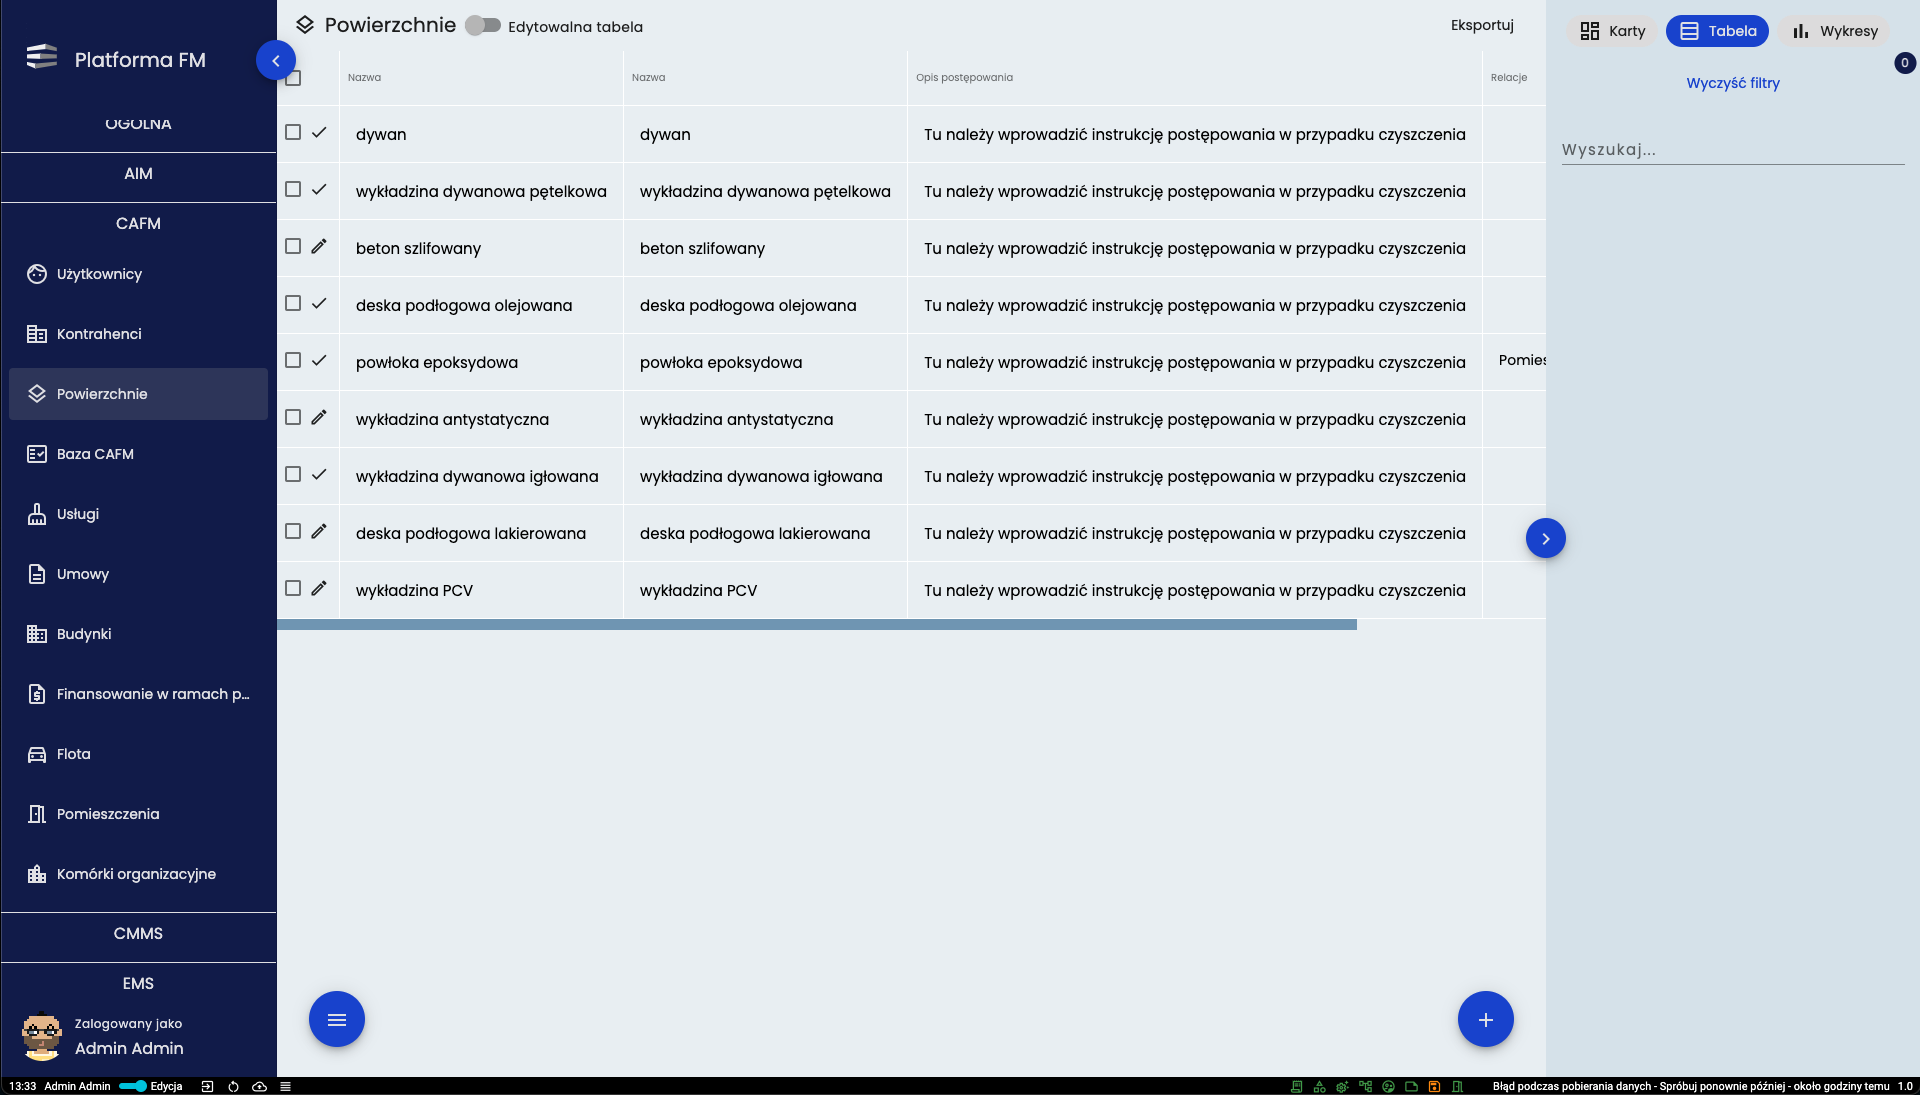 Platforma FM
OGÓLNA
AIM
CAFM
Użytkownicy
Kontrahenci
Powierzchnie
Baza CAFM
Usługi
Umowy
Budynki
Finansowanie w ramach p...
Flota
Pomieszczenia
Komórki organizacyjne
CMMS
EMS
Zalogowany jako
Admin Admin
Powierzchnie Edytowalna tabela Eksportuj
Nazwa Nazwa Opis postępowania Relacje
dywan dywan Tu należy wprowadzić instrukcję postępowania w przypadku czyszczenia
wykładzina dywanowa pętelkowa wykładzina dywanowa pętelkowa Tu należy wprowadzić instrukcję postępowania w przypadku czyszczenia
beton szlifowany beton szlifowany Tu należy wprowadzić instrukcję postępowania w przypadku czyszczenia
deska podłogowa olejowana deska podłogowa olejowana Tu należy wprowadzić instrukcję postępowania w przypadku czyszczenia
powłoka epoksydowa powłoka epoksydowa Tu należy wprowadzić instrukcję postępowania w przypadku czyszczenia Pomies
wykładzina antystatyczna wykładzina antystatyczna Tu należy wprowadzić instrukcję postępowania w przypadku czyszczenia
wykładzina dywanowa igłowana wykładzina dywanowa igłowana Tu należy wprowadzić instrukcję postępowania w przypadku czyszczenia
deska podłogowa lakierowana deska podłogowa lakierowana Tu należy wprowadzić instrukcję postępowania w przypadku czyszczenia
wykładzina PCV wykładzina PCV Tu należy wprowadzić instrukcję postępowania w przypadku czyszczenia
Karty Tabela Wykresy
0
Wyczyść filtry
Wyszukaj...
13:33 Admin Admin Edycja Błąd podczas pobierania danych - Spróbuj ponownie później - około godziny temu 1.0